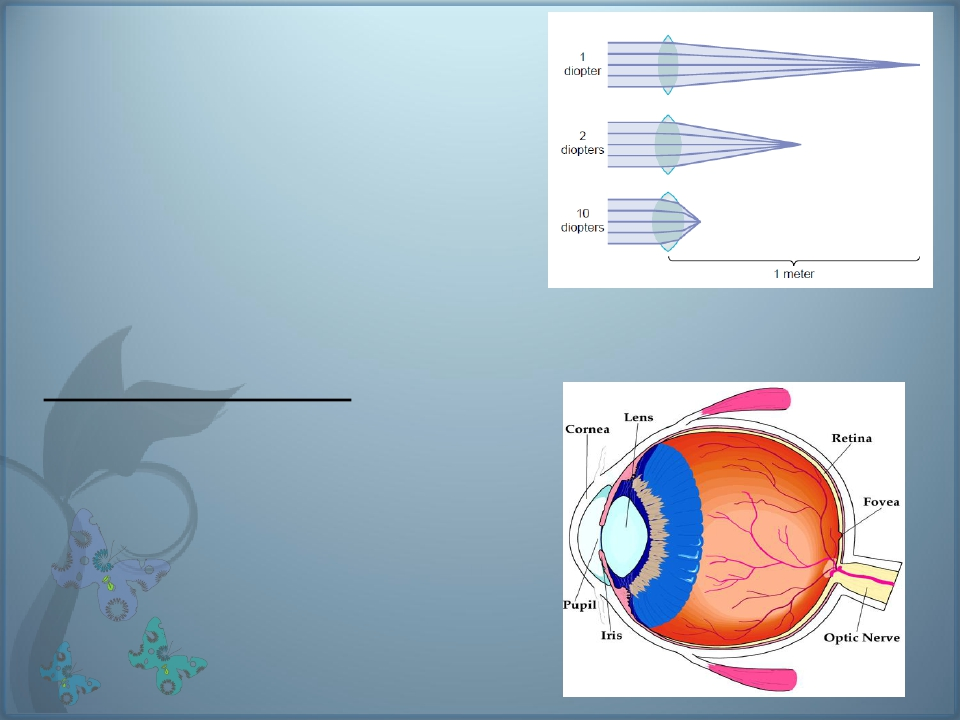 1
diopter
2
diopters
10
diopters
1 meter
Lens
Cornea
Retina
Fovea
Pupil
Iris
Optic Nerve